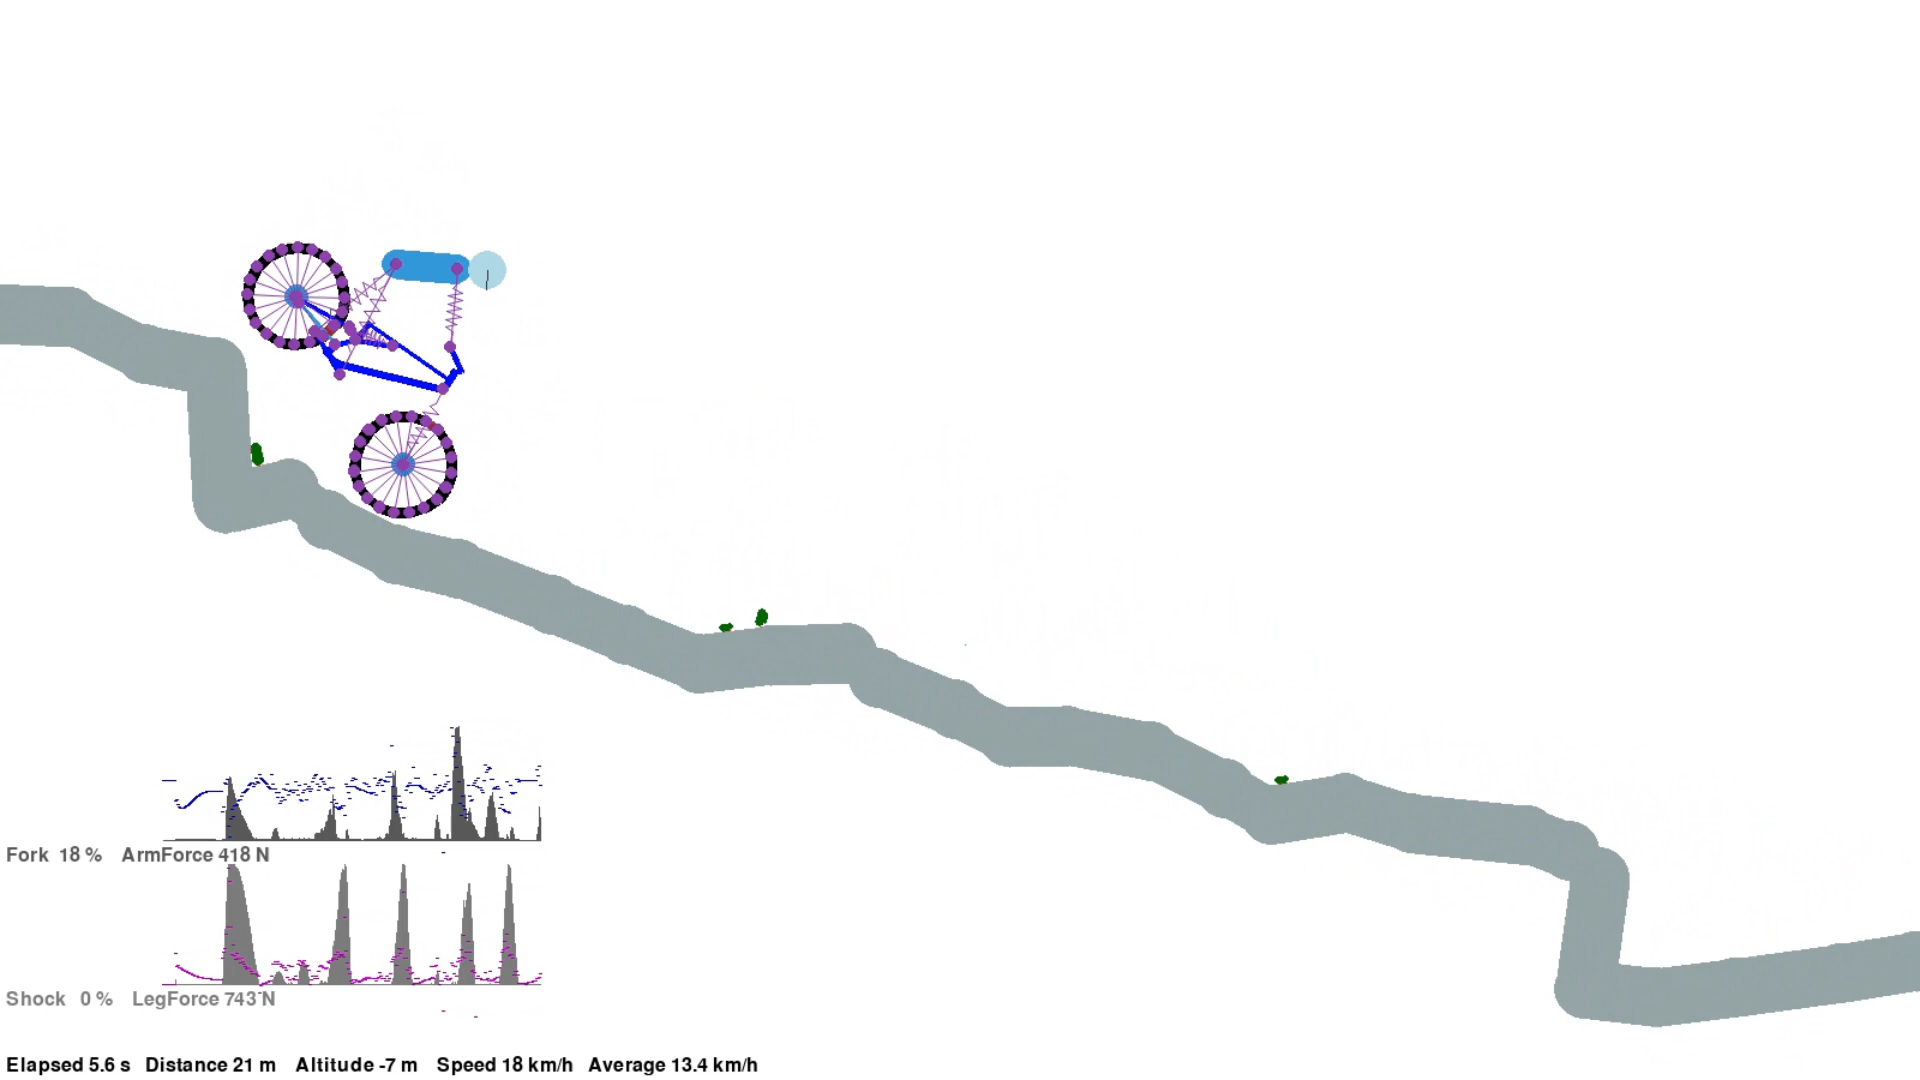 Fork 18 % ArmForce 418 N
Shock 0 % LegForce 743 N
Elapsed 5.6 s Distance 21 m Altitude -7 m Speed 18 km/h Average 13.4 km/h